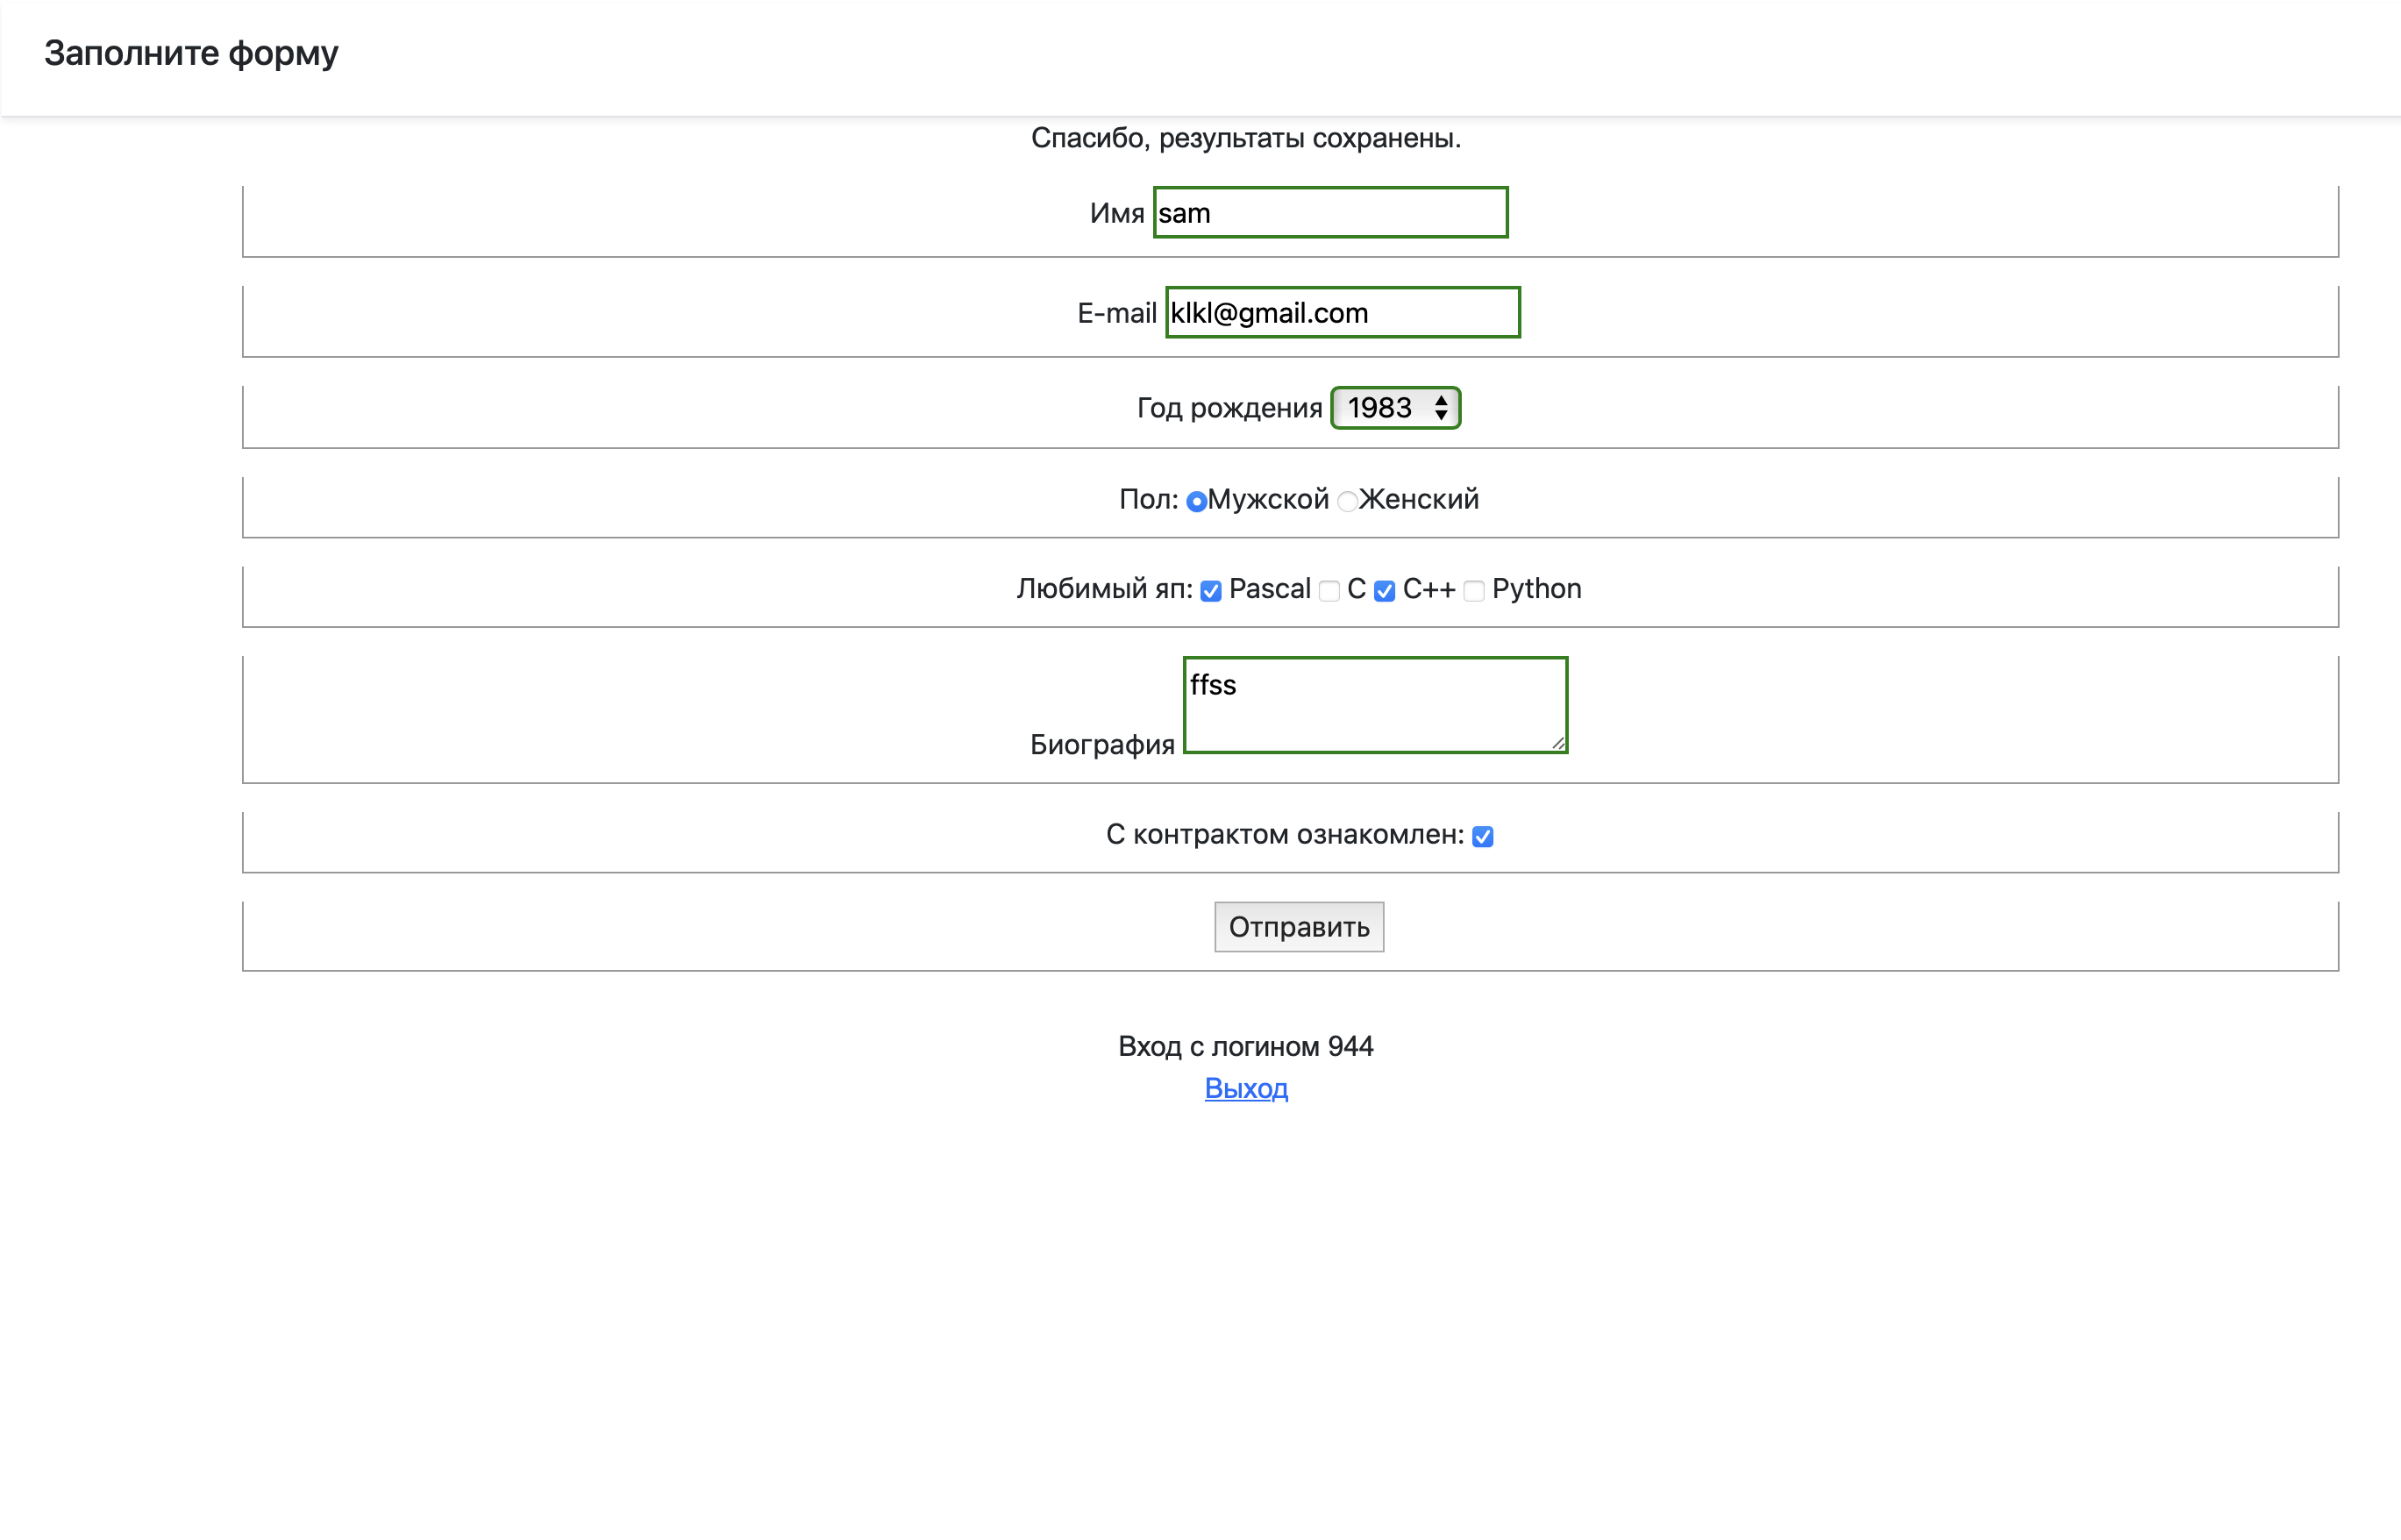 Заполните форму
Спасибо, результаты сохранены.
Имя sam
E-mail klkl@gmail.com
Год рождения 1983
Пол: Мужской Женский
Любимый яп: Pascal C C++ Python
ffss
Биография
С контрактом ознакомлен:
Отправить
Вход с логином 944
Выход